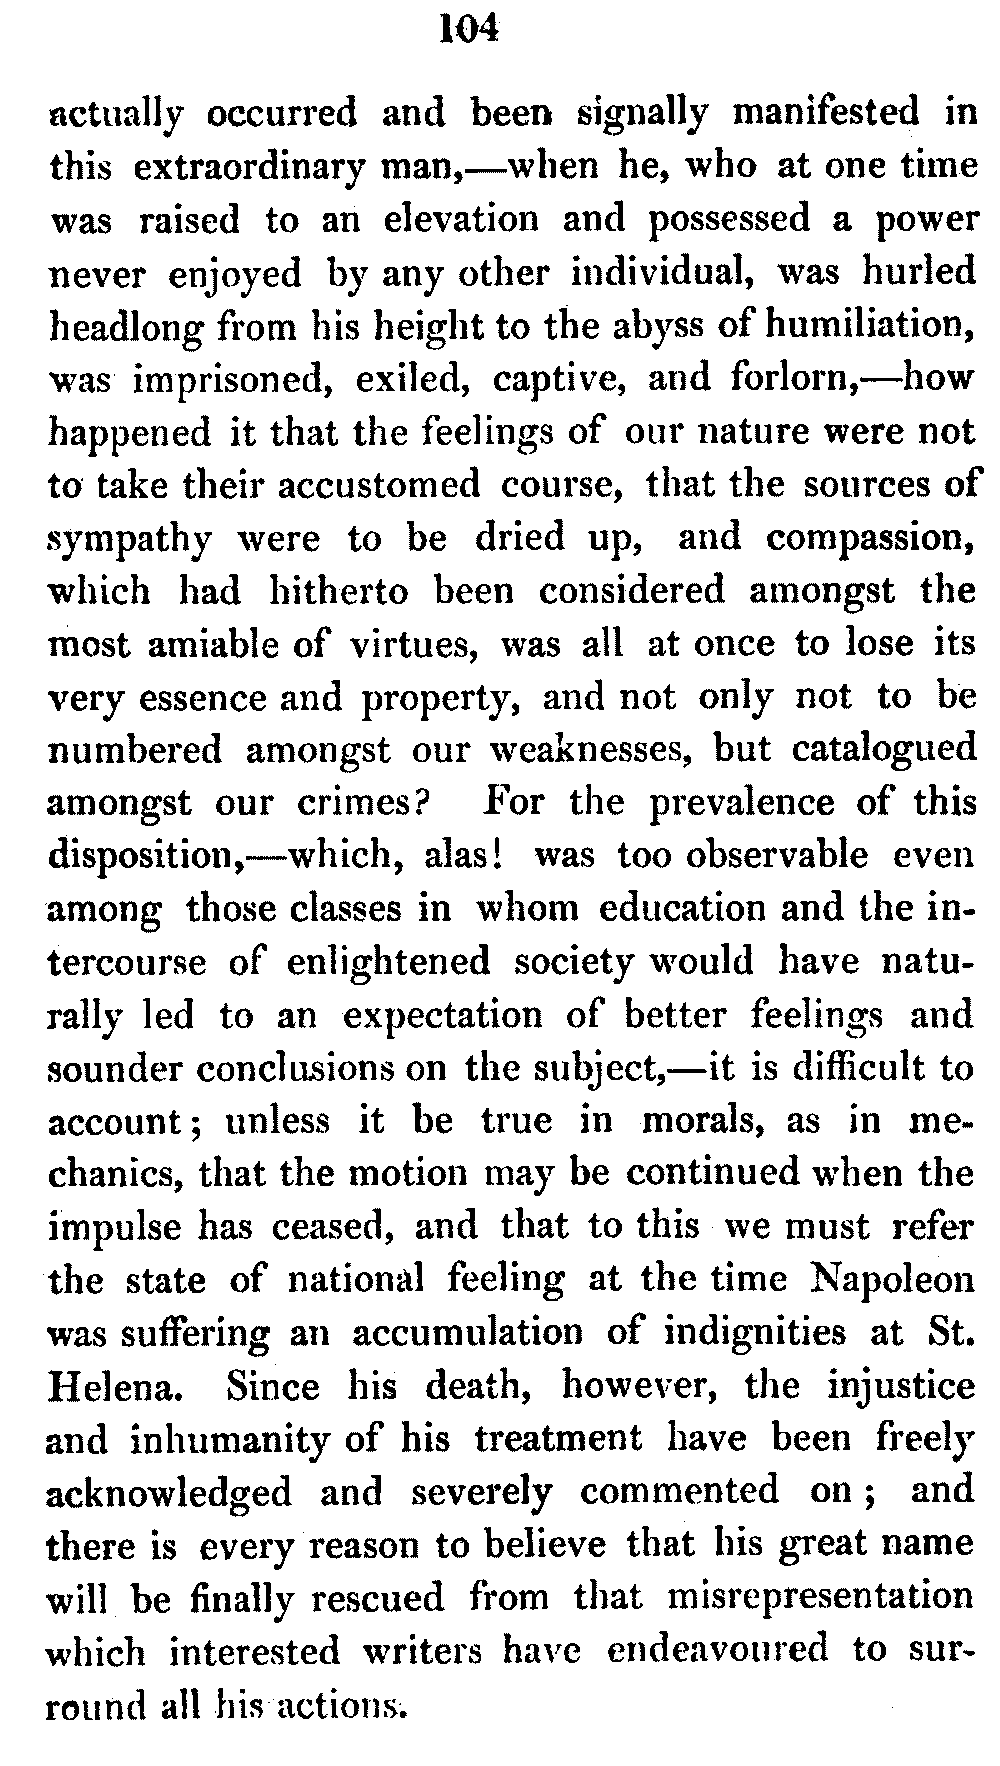 104
actually occurred and been signally manifested in
this extraordinary man,—when he, who at one time
was raised to an elevation and possessed a power
never enjoyed by any other individual, was hurled
headlong from his height to the abyss of humiliation,
was imprisoned, exiled, captive, and forlorn,—how
happened it that the feelings of our nature were not
to take their accustomed course, that the sources of
sympathy were to be dried up, and compassion,
which had hitherto been considered amongst the
most amiable of virtues, was all at once to lose its
very essence and property, and not only not to be
numbered amongst our weaknesses, but catalogued
amongst our crimes? For the prevalence of this
disposition,—which, alas! was too observable even
among those classes in whom education and the in-
tercourse of enlightened society would have natu-
rally led to an expectation of better feelings and
sounder conclusions on the subject,—it is difficult to
account; unless it be true in morals, as in me-
chanics, that the motion may be continued when the
impulse has ceased, and that to this we must refer
the state of national feeling at the time Napoleon
was suffering an accumulation of indignities at St.
Helena. Since his death, however, the injustice
and inhumanity of his treatment have been freely
acknowledged and severely commented on; and
there is every reason to believe that his great name
will be finally rescued from that misrepresentation
which interested writers have endeavoured to sur-
round all his actions.